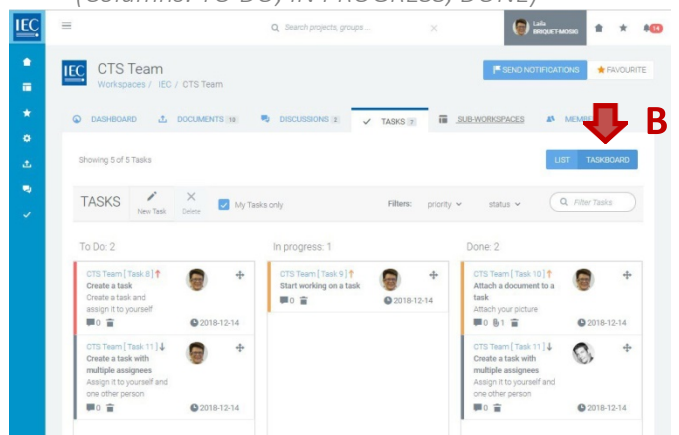 (Columns: TO DO, IN PROGRESS, DONE)
IEC
Search projects, groups...
Laila
BRIQUET-MOSIG
14
IEC
CTS Team
Workspaces / IEC / CTS Team
SEND NOTIFICATIONS
FAVOURITE
DASHBOARD
DOCUMENTS 18
DISCUSSIONS 2
TASKS 7
SUB-WORKSPACES
B
Showing 5 of 5 Tasks
LIST
TASKBOARD
TASKS
New Task
Delete
My Tasks only
Filters:
priority
status
Filter Tasks
To Do: 2
In progress: 1
Done: 2
CTS Team [ Task 8 ]
Create a task
Create a task and
assign it to yourself
0
2018-12-14
CTS Team [ Task 11 ]
Create a task with
multiple assignees
Assign it to yourself and
one other person
0
2018-12-14
CTS Team [ Task 9 ]
Start working on a task
0
2018-12-14
CTS Team [ Task 10 ]
Attach a document to a
task
Attach your picture
0 1
2018-12-14
CTS Team [ Task 11 ]
Create a task with
multiple assignees
Assign it to yourself and
one other person
0
2018-12-14